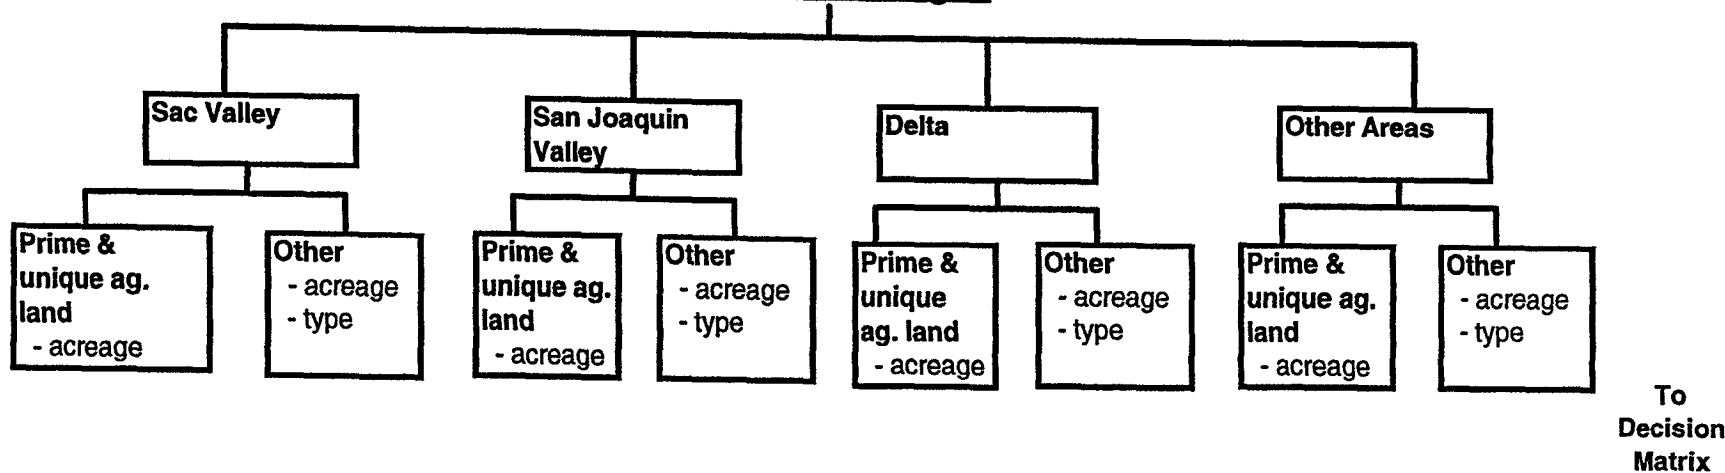 Sac Valley
San Joaquin
Valley
Delta
Other Areas
Prime &
unique ag.
land
- acreage
Other
- acreage
- type
Prime &
unique ag.
land
- acreage
Other
- acreage
- type
Prime &
unique
ag. land
- acreage
Other
- acreage
- type
Prime &
unique ag.
land
- acreage
Other
- acreage
- type
To
Decision
Matrix